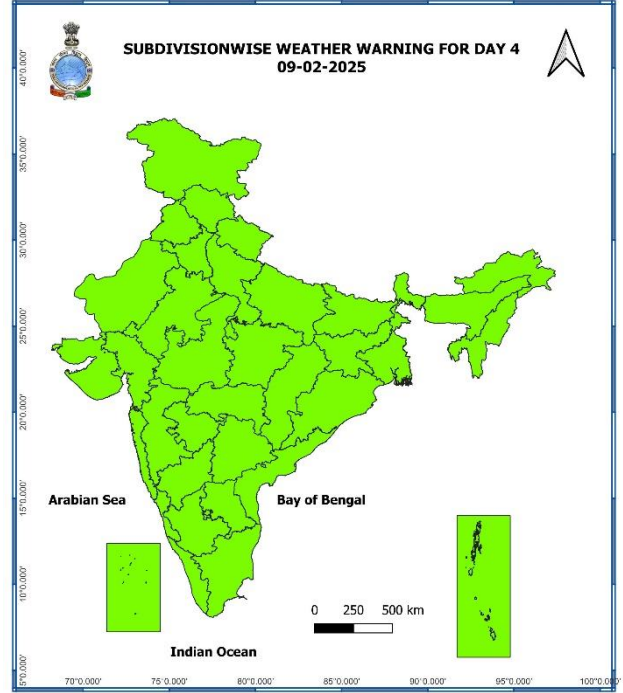 SUBDIVISIONWISE WEATHER WARNING FOR DAY 4
09-02-2025
40°0.000'
35°0.000'
30°0.000'
25°0.000'
20°0.000'
15°0.000'
10°0.000'
5°0.000'
Arabian Sea
Bay of Bengal
0 250 500 km
Indian Ocean
70°0.000' 75°0.000' 80°0.000' 85°0.000' 90°0.000' 95°0.000' 100°0.000'